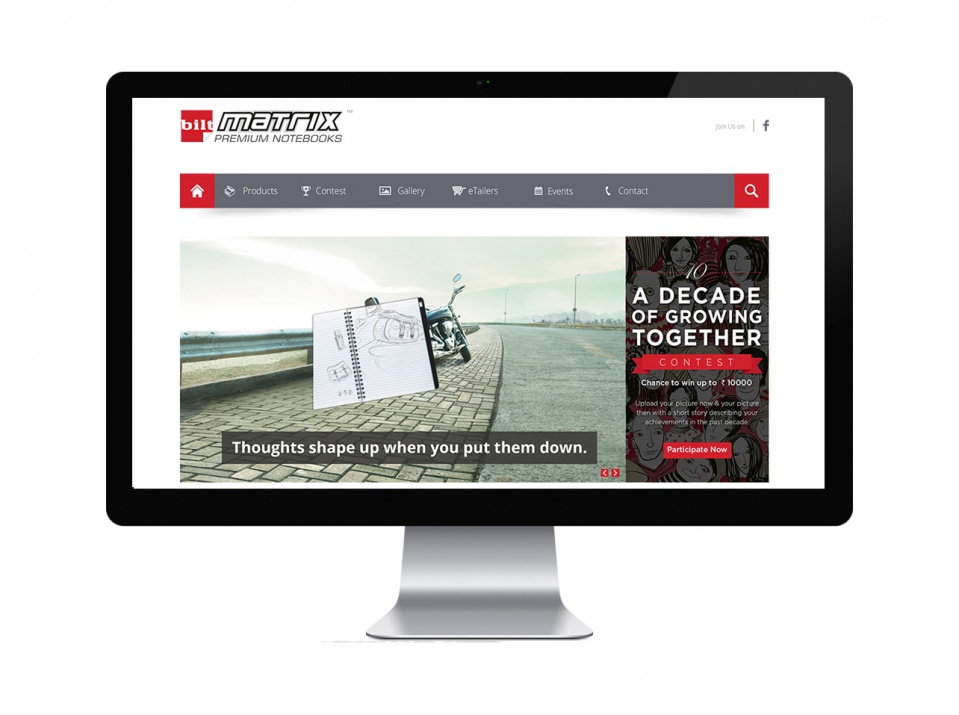 bilt matrix ™
PREMIUM NOTEBOOKS
Join Us on
Products Contest Gallery eTailers Events Contact
10
A DECADE
OF GROWING
TOGETHER
CONTEST
Chance to win up to ₹ 10000
Upload your picture now & your picture
then with a short story describing your
achievements in the past decade.
Participate Now
Thoughts shape up when you put them down.